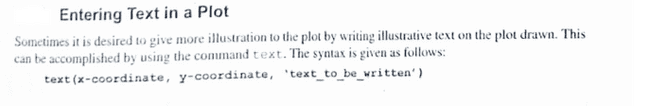 Entering Text in a Plot
Sometimes it is desired to give more illustration to the plot by writing illustrative text on the plot drawn. This
can be accomplished by using the command text. The syntax is given as follows:
text(x-coordinate, y-coordinate, 'text_to_be_written')